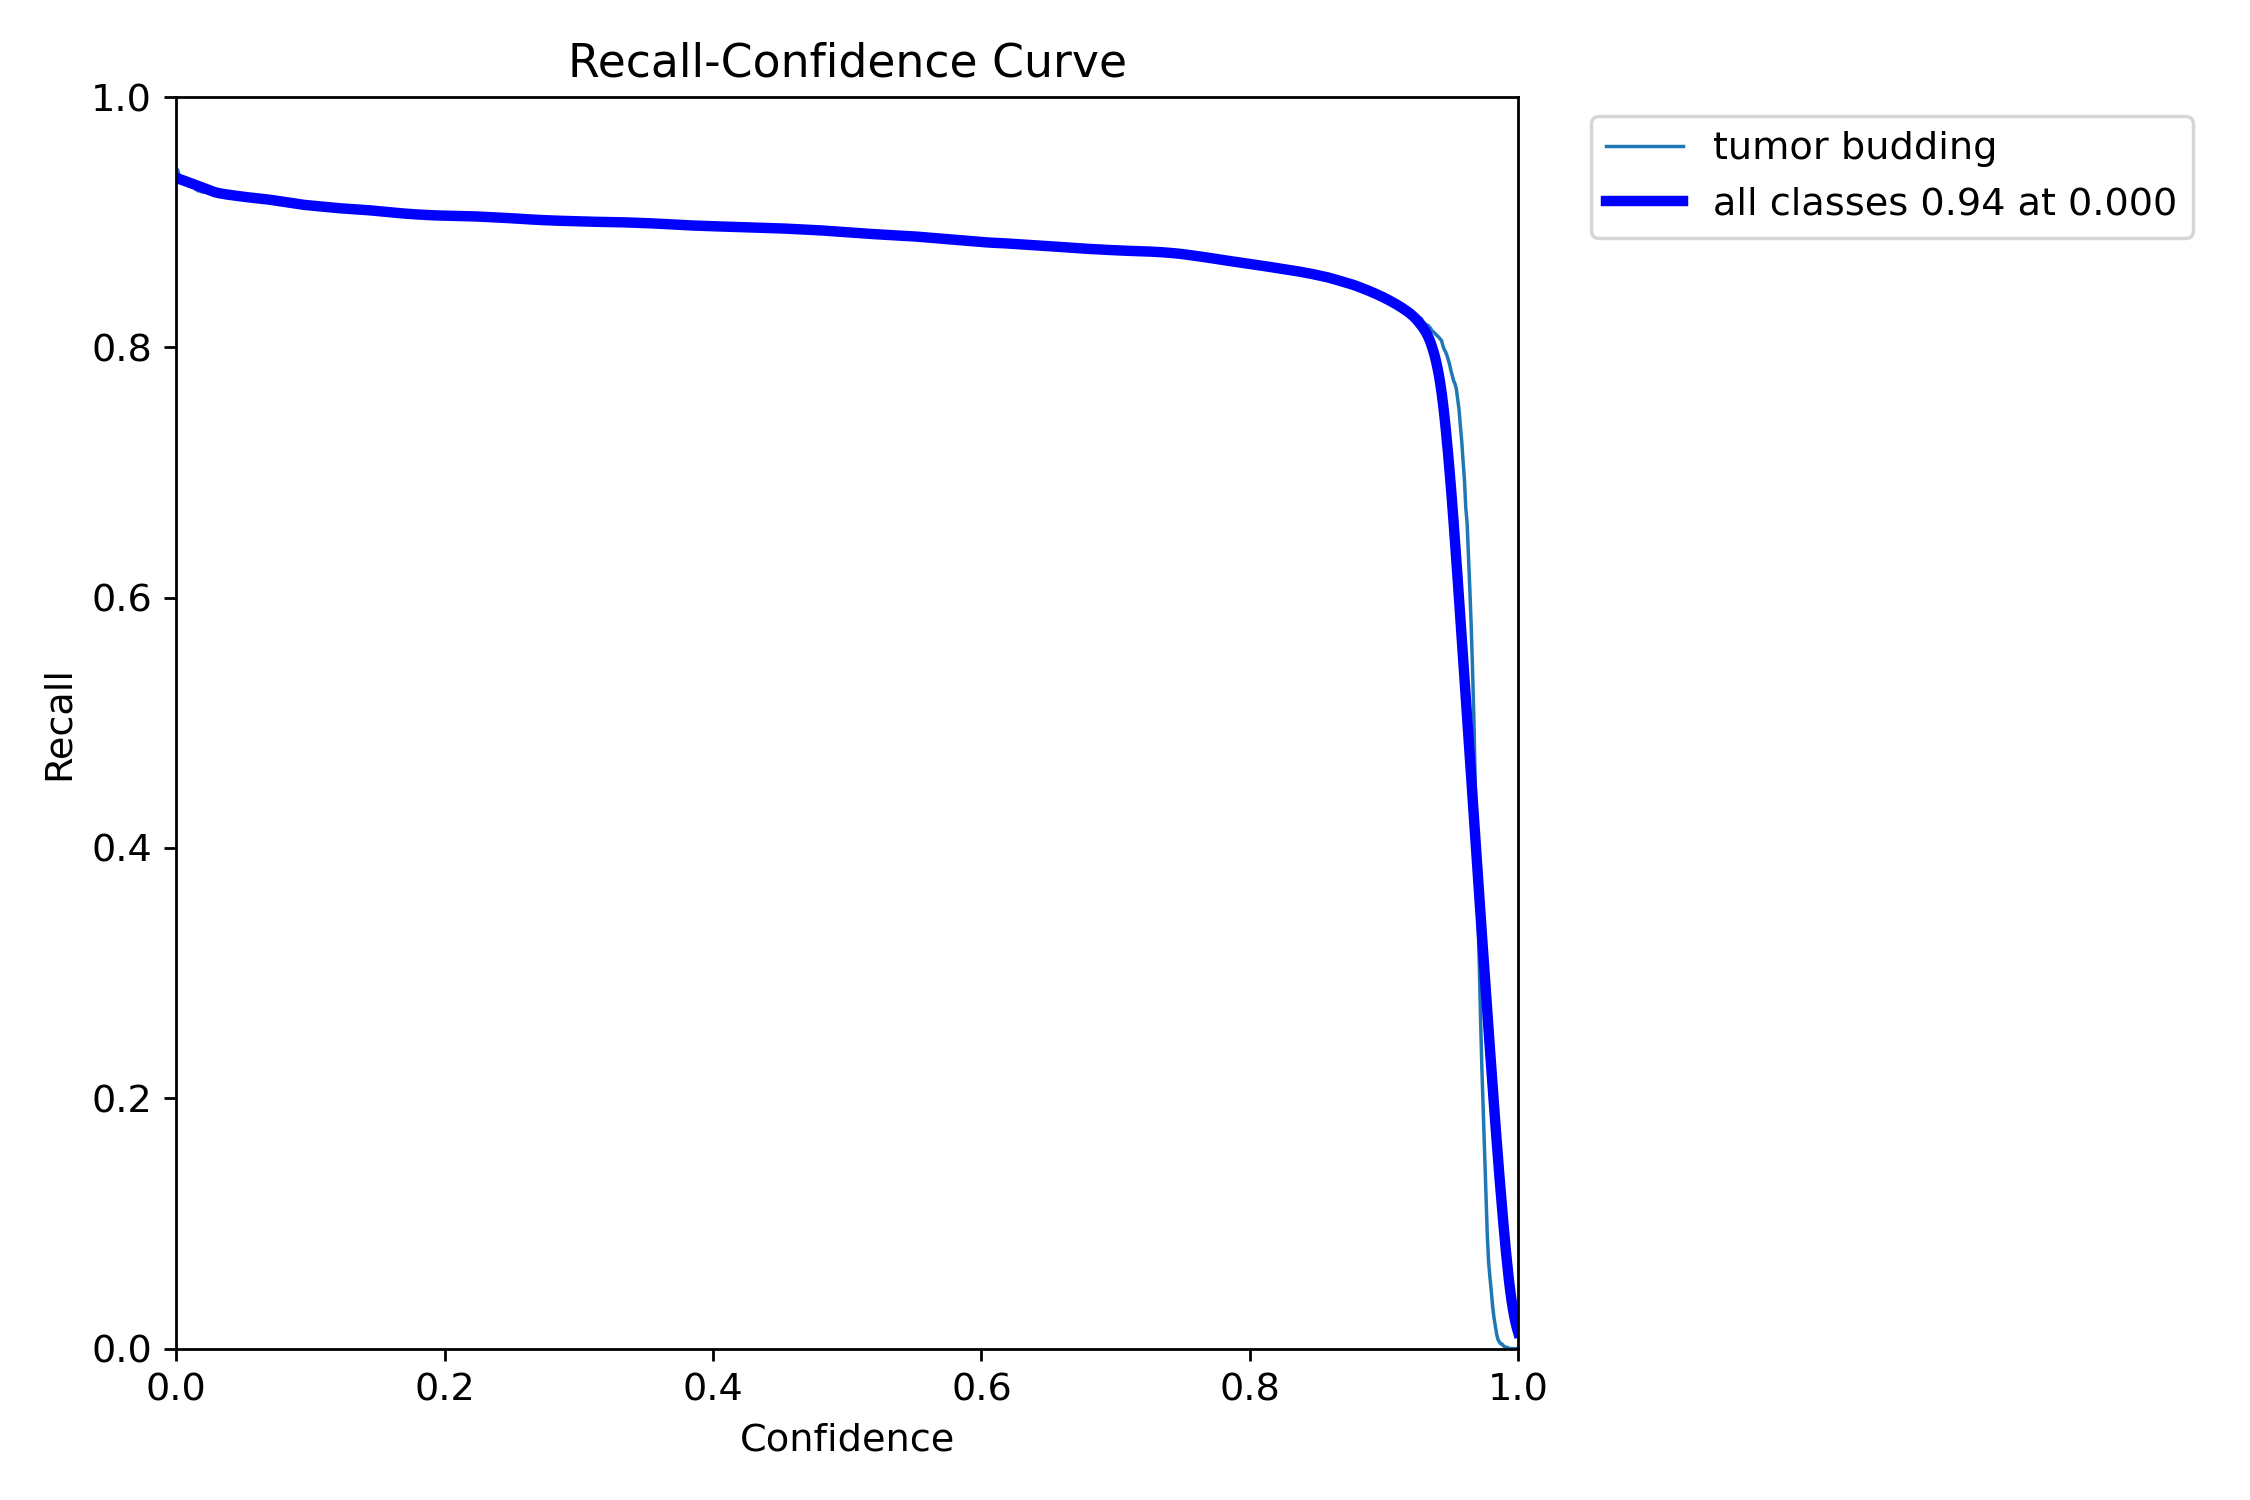 Recall-Confidence Curve
1.0
0.8
0.6
0.4
0.2
0.0
Recall
0.0 0.2 0.4 0.6 0.8 1.0
Confidence
tumor budding
all classes 0.94 at 0.000